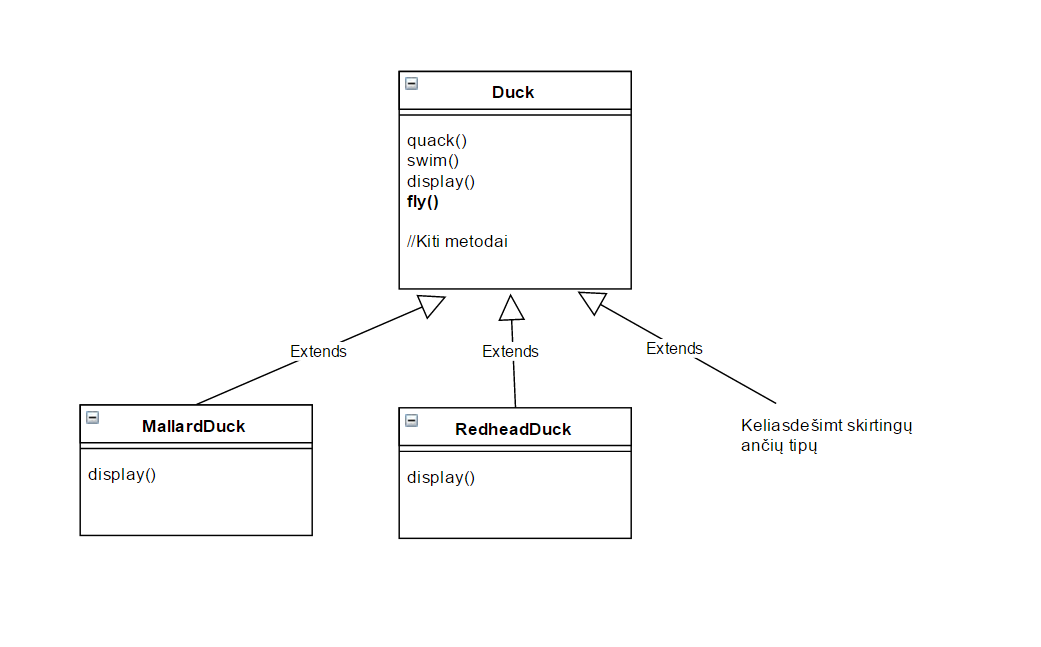 Duck
quack()
swim()
display()
fly()
//Kiti metodai
Extends
Extends
Extends
MallardDuck
display()
RedheadDuck
display()
Keliasdešimt skirtingų
ančių tipų